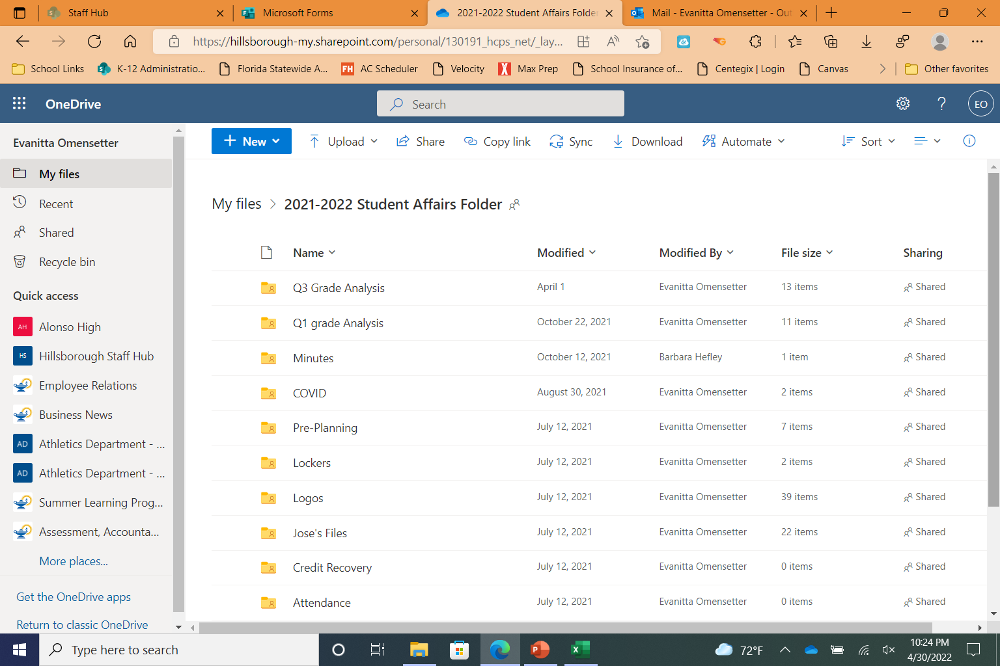 Staff Hub
Microsoft Forms
2021-2022 Student Affairs Folde
Mail - Evanitta Omensetter - Out
https://hillsborough-my.sharepoint.com/personal/130191_hcps_net/_lay...
School Links
K-12 Administratio...
Florida Statewide A...
FH AC Scheduler
Velocity
Max Prep
School Insurance of...
Centegix | Login
Canvas
Other favorites
OneDrive
Search
? EO
Evanitta Omensetter
My files
Recent
Shared
Recycle bin
Quick access
AH Alonso High
HS Hillsborough Staff Hub
Employee Relations
Business News
AD Athletics Department - ...
AD Athletics Department - ...
Summer Learning Prog...
Assessment, Accounta...
More places...
Get the OneDrive apps
Return to classic OneDrive
+ New Upload Share Copy link Sync Download Automate Sort
My files > 2021-2022 Student Affairs Folder
Name Modified Modified By File size Sharing
Q3 Grade Analysis April 1 Evanitta Omensetter 13 items Shared
Q1 grade Analysis October 22, 2021 Evanitta Omensetter 11 items Shared
Minutes October 12, 2021 Barbara Hefley 1 item Shared
COVID August 30, 2021 Evanitta Omensetter 2 items Shared
Pre-Planning July 12, 2021 Evanitta Omensetter 7 items Shared
Lockers July 12, 2021 Evanitta Omensetter 2 items Shared
Logos July 12, 2021 Evanitta Omensetter 39 items Shared
Jose's Files July 12, 2021 Evanitta Omensetter 22 items Shared
Credit Recovery July 12, 2021 Evanitta Omensetter 0 items Shared
Attendance July 12, 2021 Evanitta Omensetter 0 items Shared
Type here to search
72°F
10:24 PM
4/30/2022